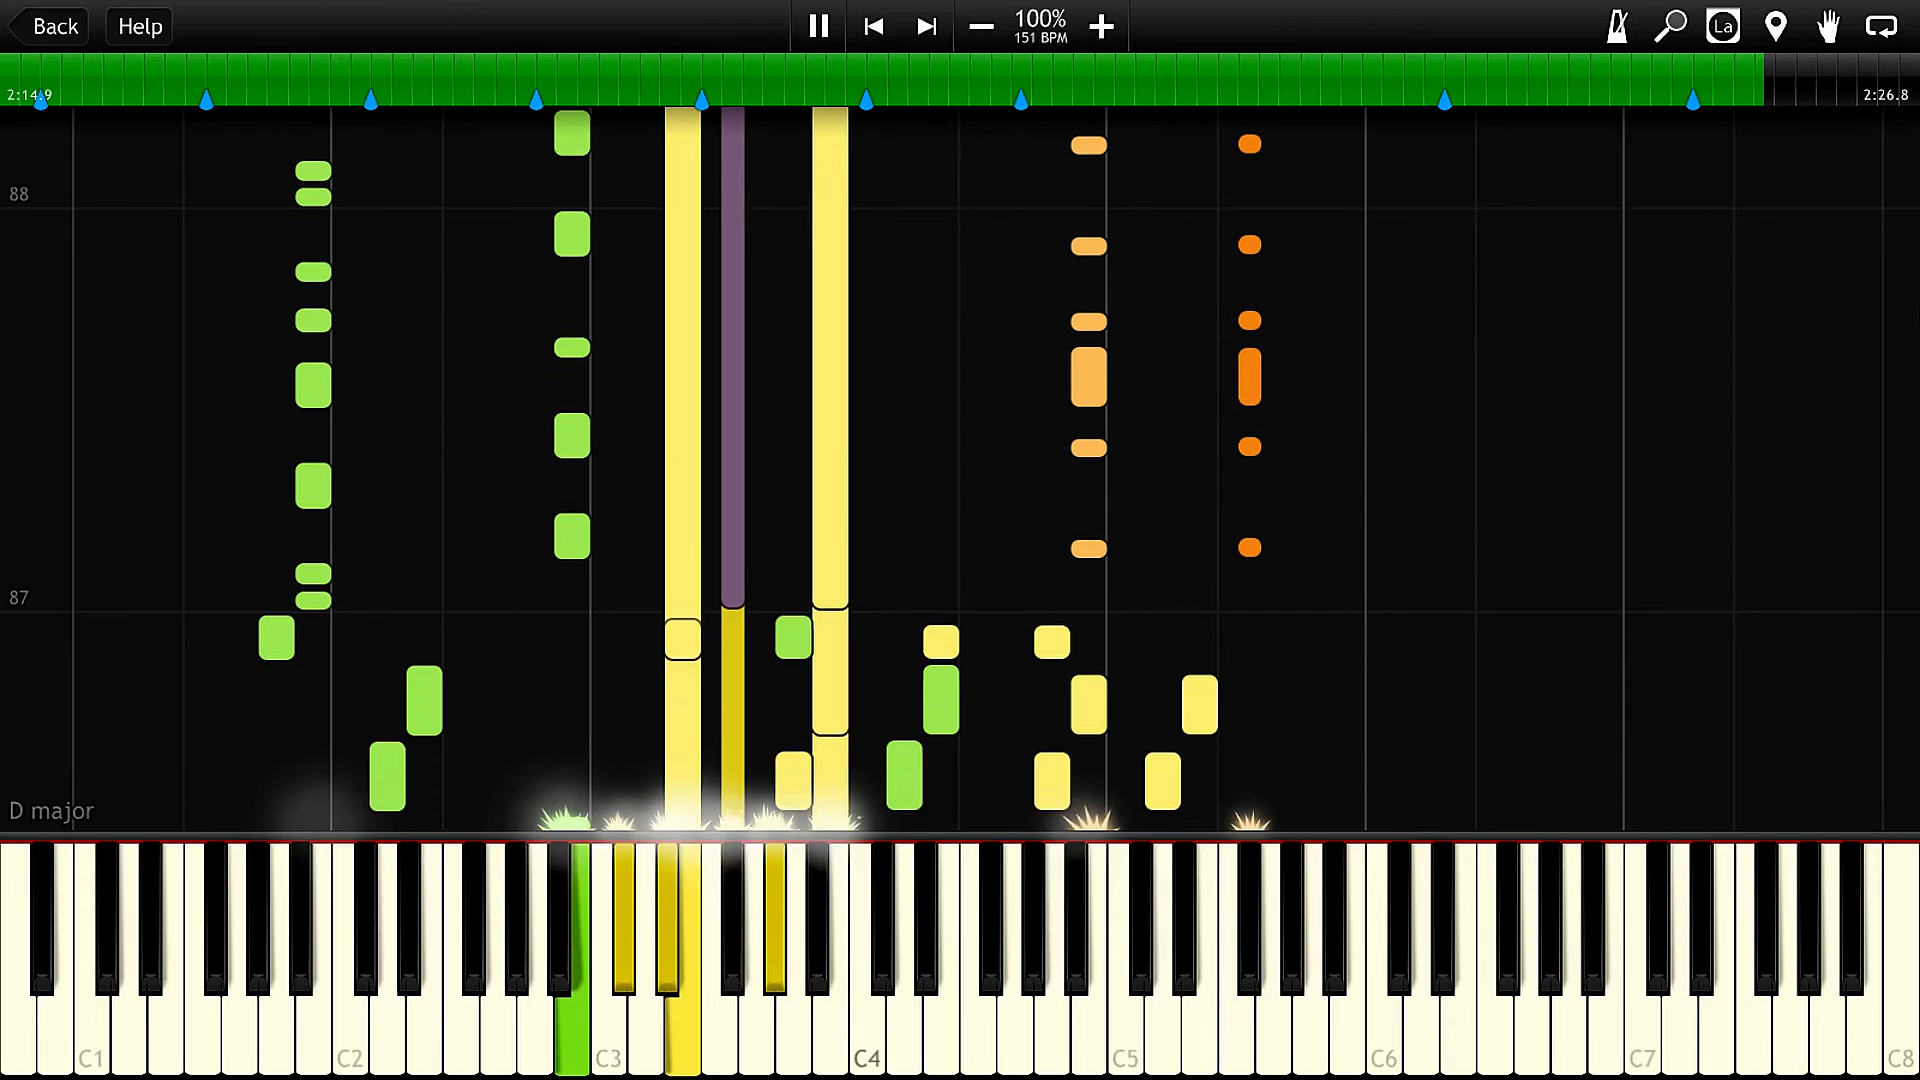 Back
Help
100%
151 BPM
La
2:14.9
2:26.8
88
87
D major
C1
C2
C3
C4
C5
C6
C7
C8